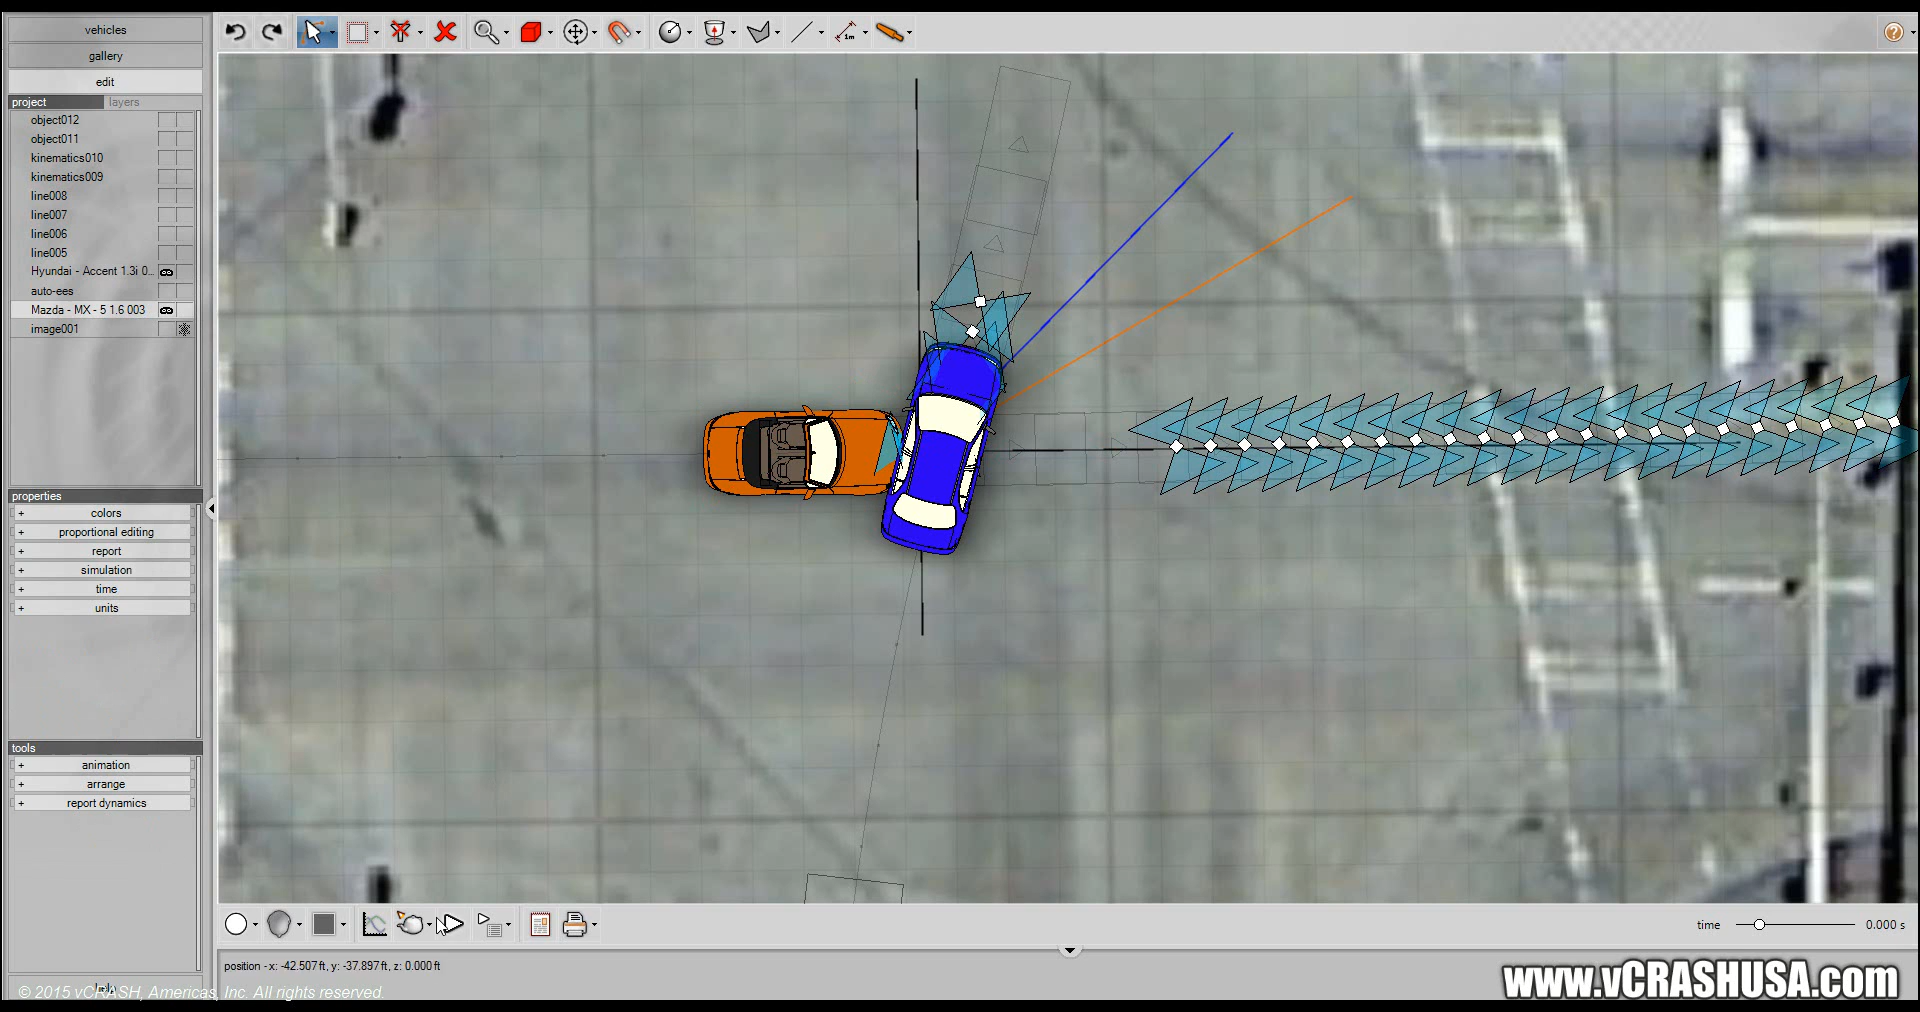 vehicles
gallery
edit
project layers
object012
object011
kinematics010
kinematics009
line008
line007
line006
line005
Hyundai - Accent 1.3i 0...
auto-ees
Mazda - MX - 5 1.6 003
image001
properties
+ colors
+ proportional editing
+ report
+ simulation
+ time
+ units
tools
+ animation
+ arrange
+ report dynamics
help
© 2015 vCRASH, Americas, Inc. All rights reserved.
1m
?
time 0.000 s
position - x: -42.507 ft, y: -37.897 ft, z: 0.000 ft
www.vCRASHUSA.com